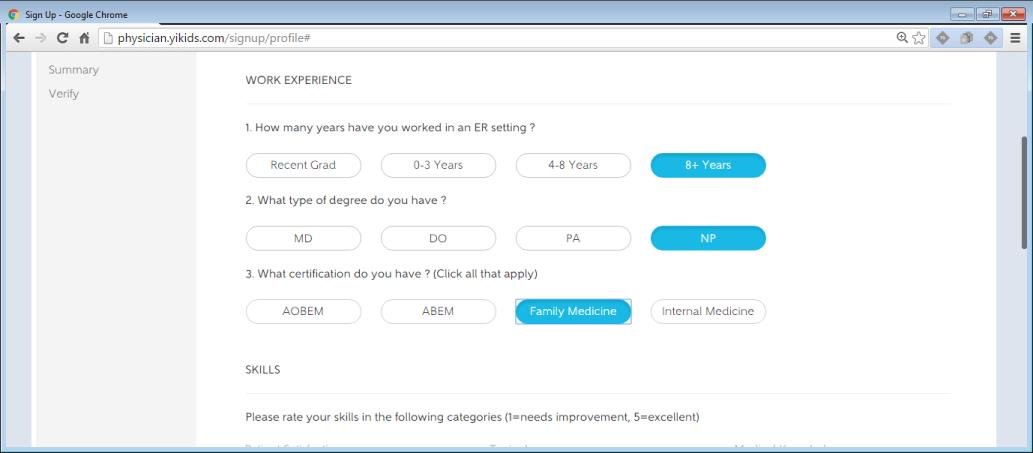 Sign Up - Google Chrome
physician.yikids.com/signup/profile#
Summary
Verify
WORK EXPERIENCE
1. How many years have you worked in an ER setting ?
Recent Grad 0-3 Years 4-8 Years 8+ Years
2. What type of degree do you have ?
MD DO PA NP
3. What certification do you have ? (Click all that apply)
AOBEM ABEM Family Medicine Internal Medicine
SKILLS
Please rate your skills in the following categories (1=needs improvement, 5=excellent)